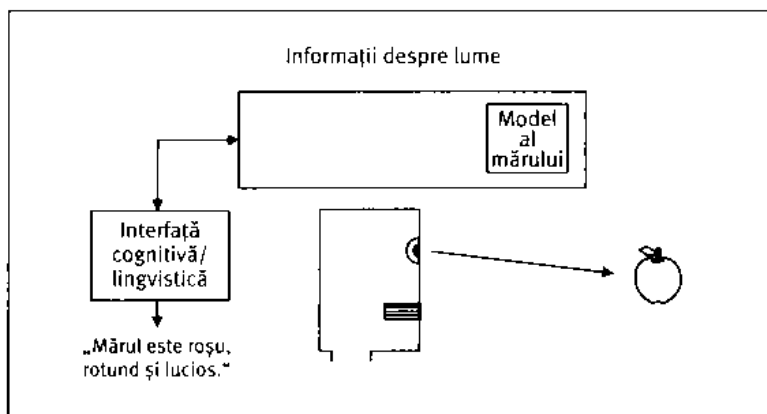 Informații despre lume
Model
al
mărului
Interfață
cognitivă/
lingvistică
„Mărul este roșu,
rotund și lucios.“